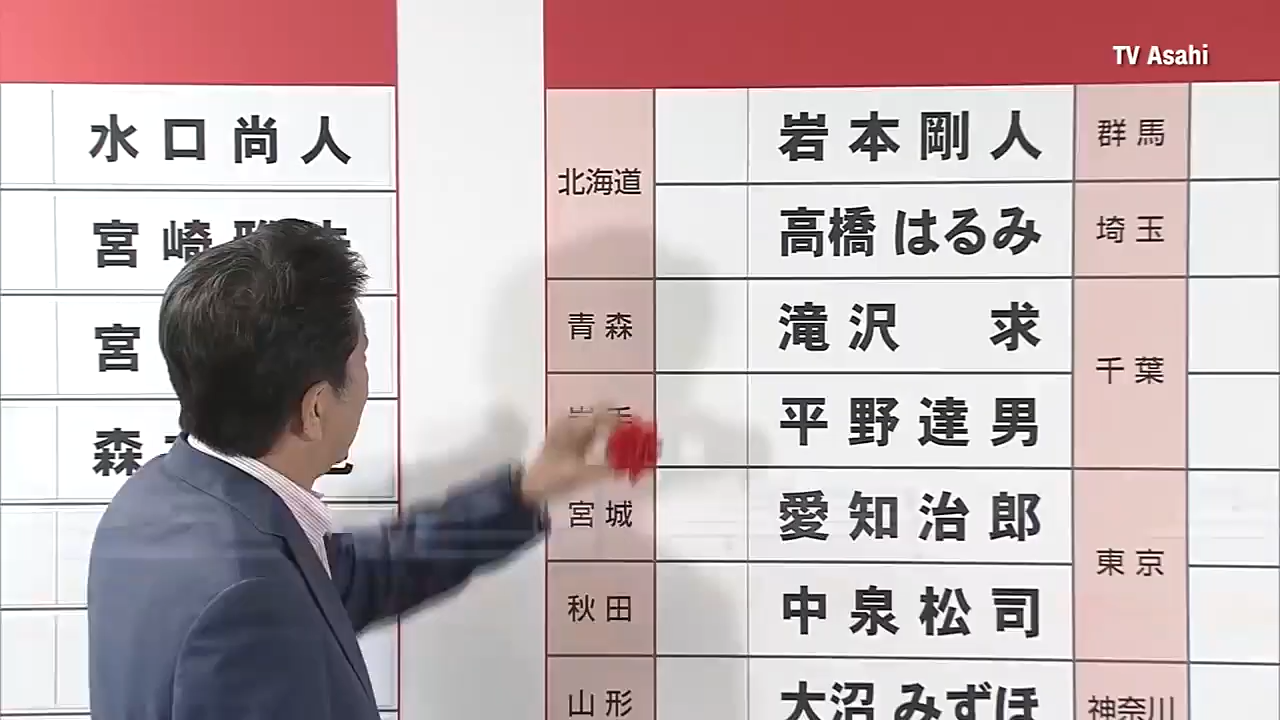 TV Asahi
水口尚人
宮崎
宮
森
北海道
岩本剛人
群馬
高橋はるみ
埼玉
青森
滝沢 求
千葉
岩手
平野達男
宮城
愛知治郎
東京
秋田
中泉松司
山形
大沼みずほ
神奈川